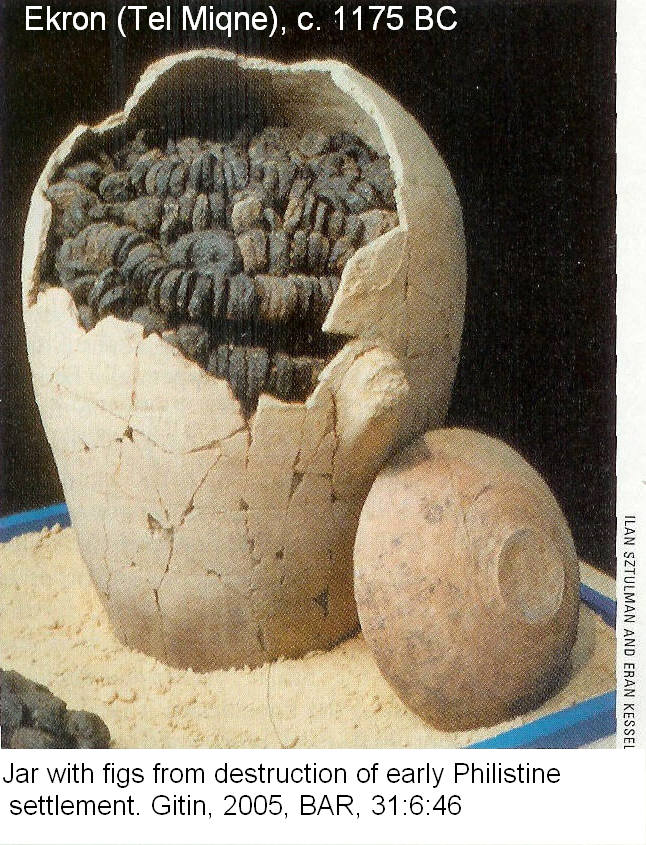 Ekron (Tel Miqne), c. 1175 BC
ILAN SZTULMAN AND ERAN KESSEL
Jar with figs from destruction of early Philistine
settlement. Gitin, 2005, BAR, 31:6:46